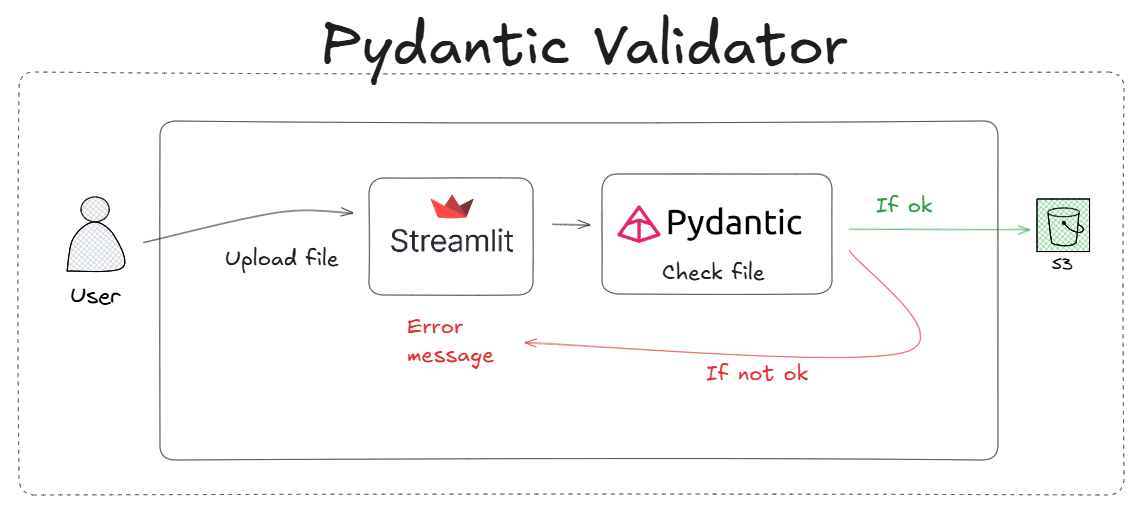 Pydantic Validator
User
Upload file
Streamlit
Pydantic
Check file
If ok
S3
Error
message
If not ok